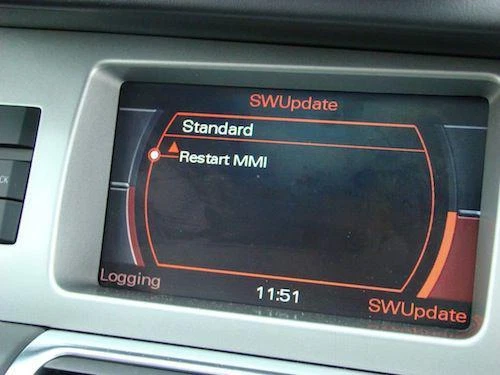 SWUpdate
Standard
Restart MMI
Logging
11:51
SWUpdate